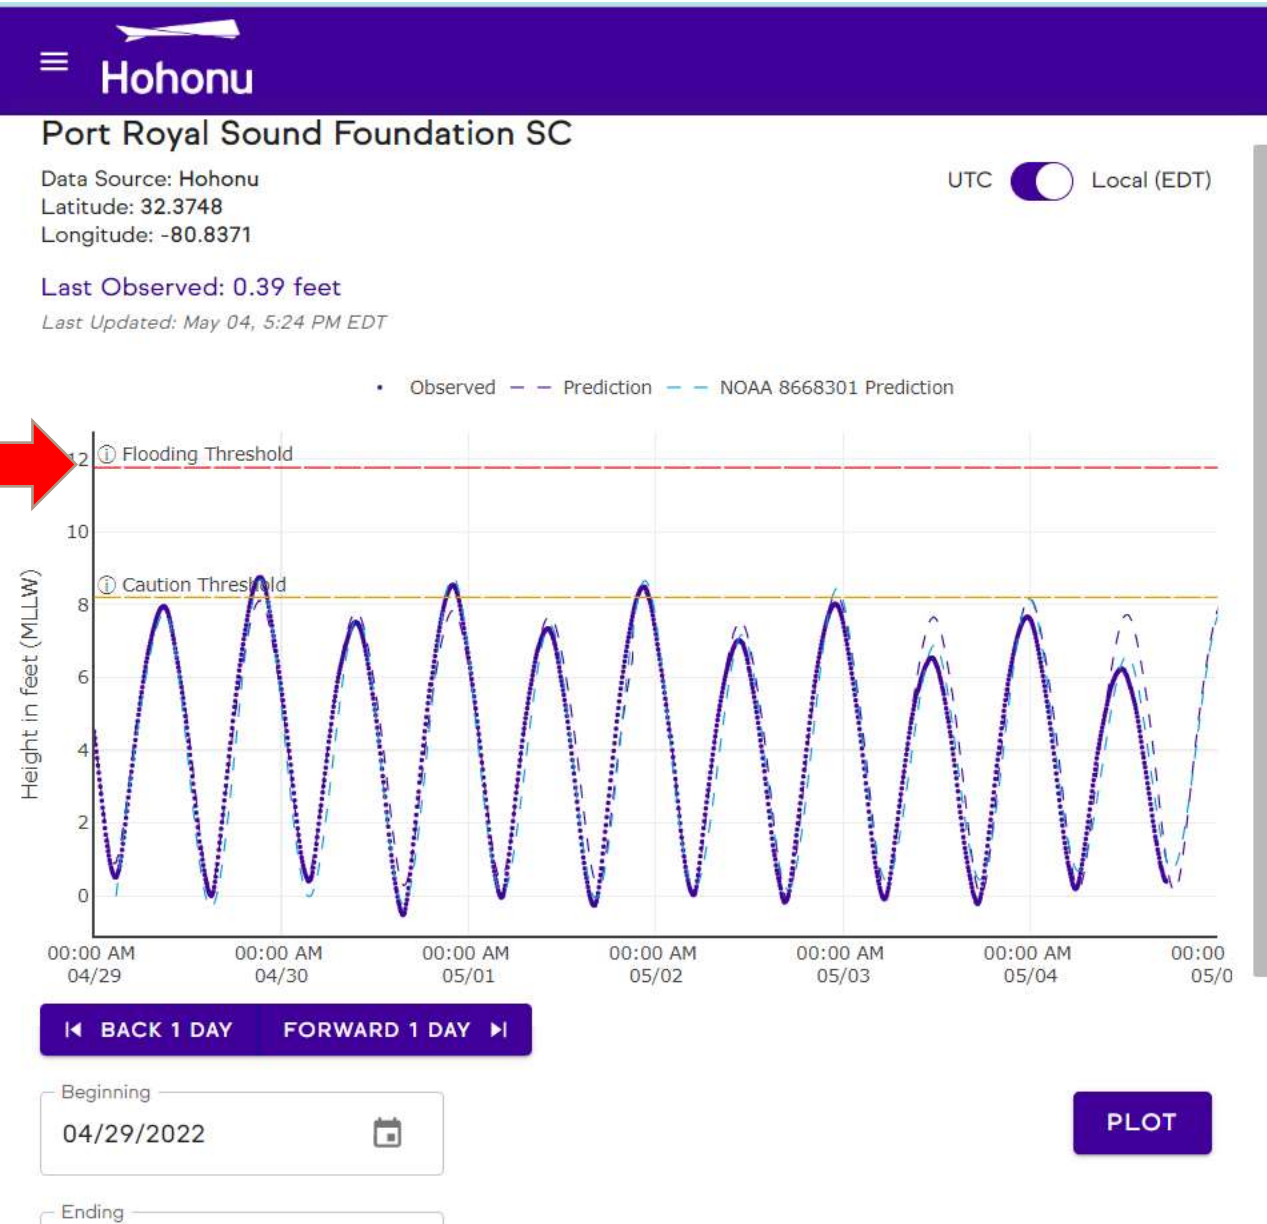 Hohonu
Port Royal Sound Foundation SC
Data Source: Hohonu
Latitude: 32.3748
Longitude: -80.8371
UTC
Local (EDT)
Last Observed: 0.39 feet
Last Updated: May 04, 5:24 PM EDT
Observed
Prediction
NOAA 8668301 Prediction
Height in feet (MLLW)
12
10
8
6
4
2
0
Flooding Threshold
Caution Threshold
00:00 AM 00:00 AM 00:00 AM 00:00 AM 00:00 AM 00:00 AM 00:00
04/29 04/30 05/01 05/02 05/03 05/04 05/0
BACK 1 DAY
FORWARD 1 DAY
Beginning
04/29/2022
PLOT
Ending